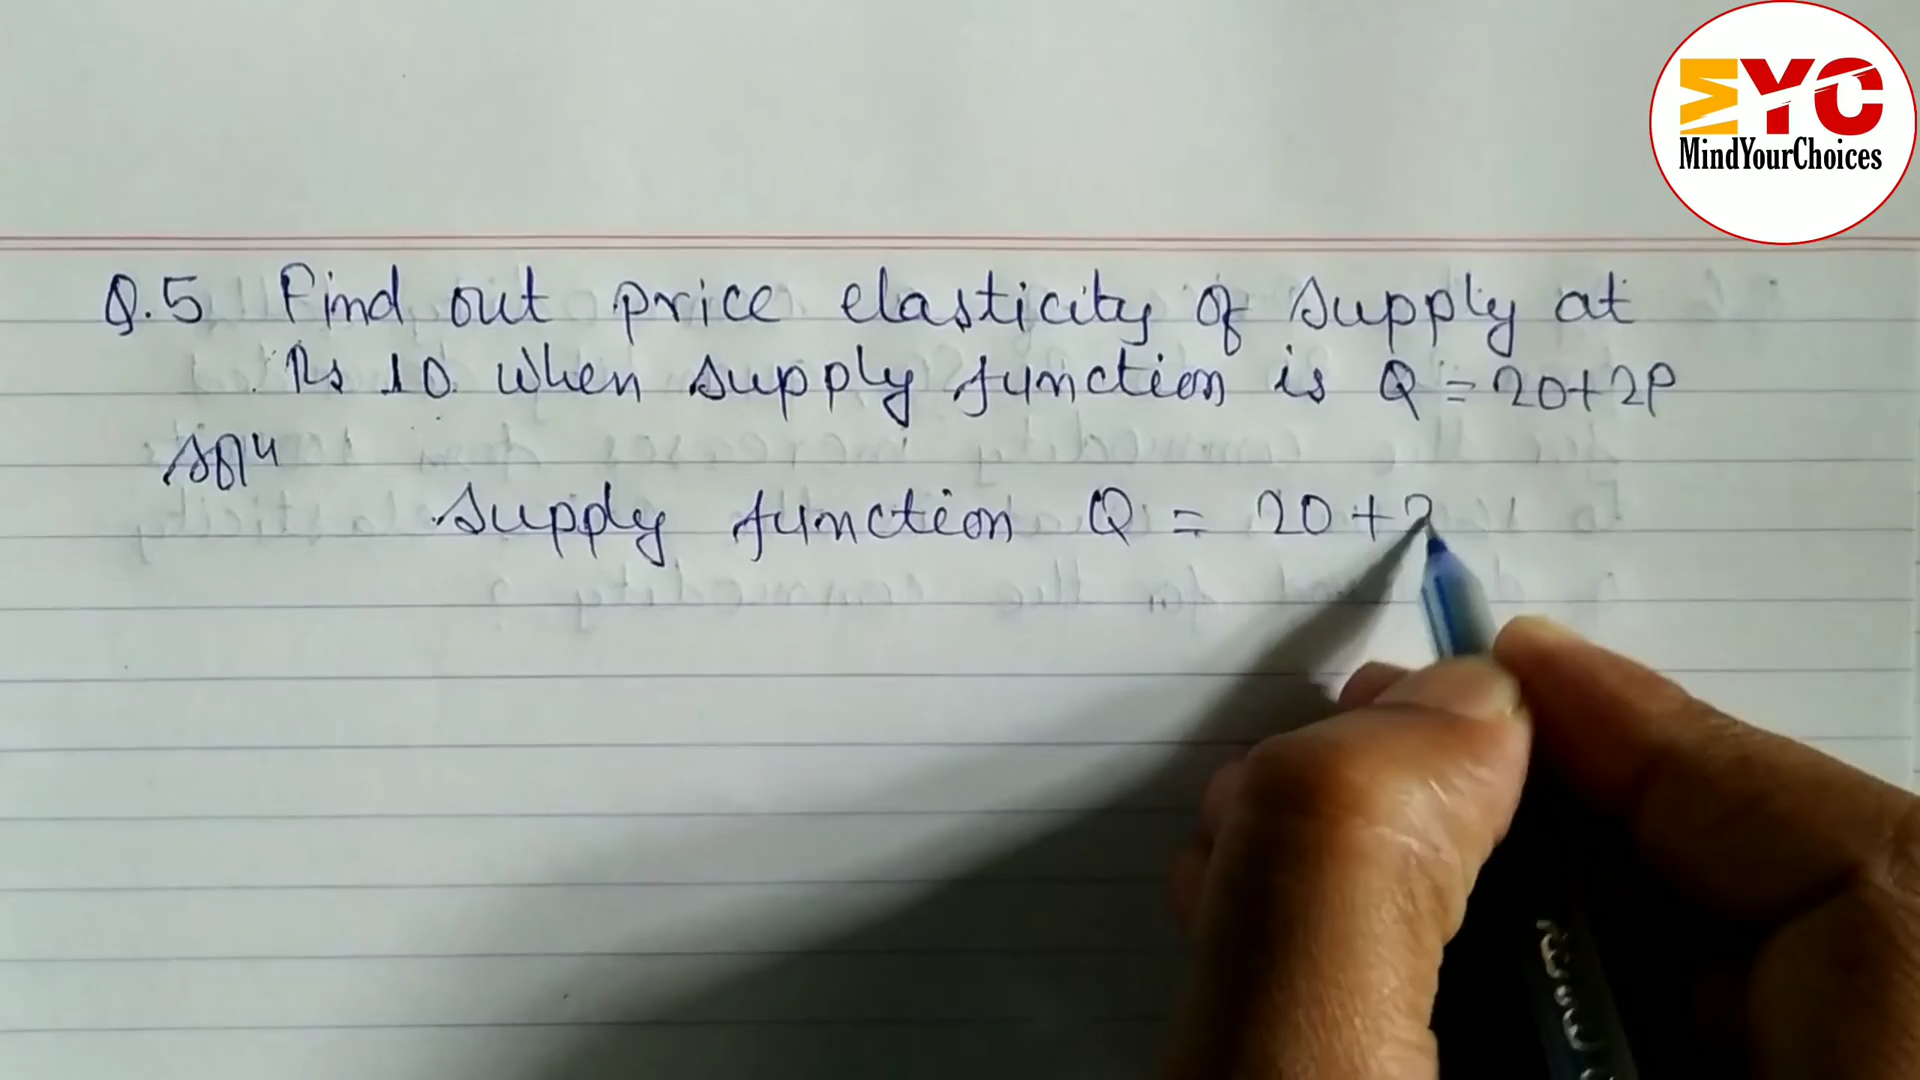 MYC
MindYourChoices
Q.5 Find out price elasticity of supply at
Rs 10 when supply function is Q = 20+2P
Soln
supply function Q = 20+2